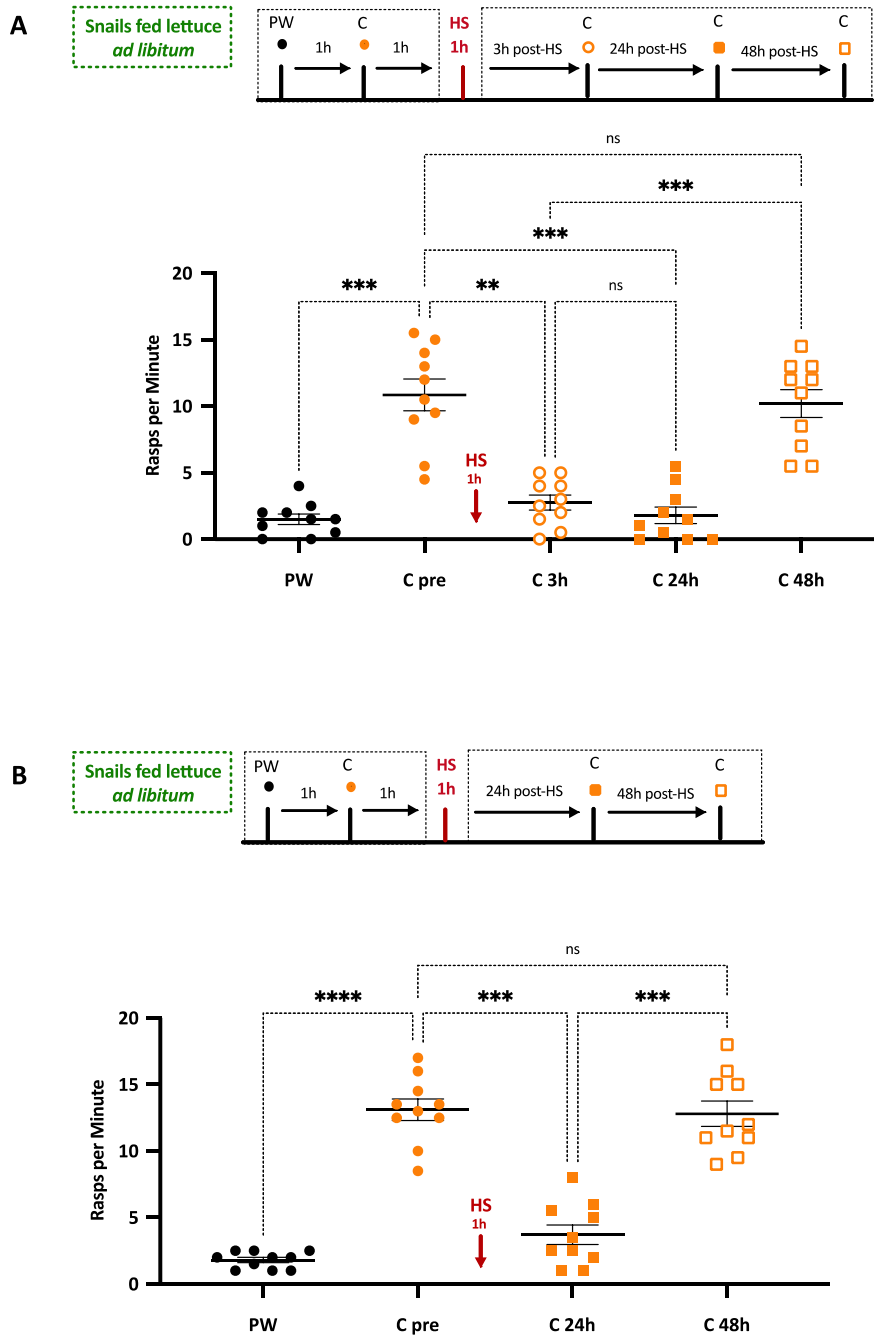 A
Snails fed lettuce
ad libitum
PW
C
HS
C
C
C
1h
1h
1h
3h post-HS
24h post-HS
48h post-HS
ns
***
***
***
**
ns
20
15
10
5
0
Rasps per Minute
HS
1h
PW
C pre
C 3h
C 24h
C 48h
B
Snails fed lettuce
ad libitum
PW
C
HS
C
C
1h
1h
1h
24h post-HS
48h post-HS
ns
****
***
***
20
15
10
5
0
Rasps per Minute
HS
1h
PW
C pre
C 24h
C 48h